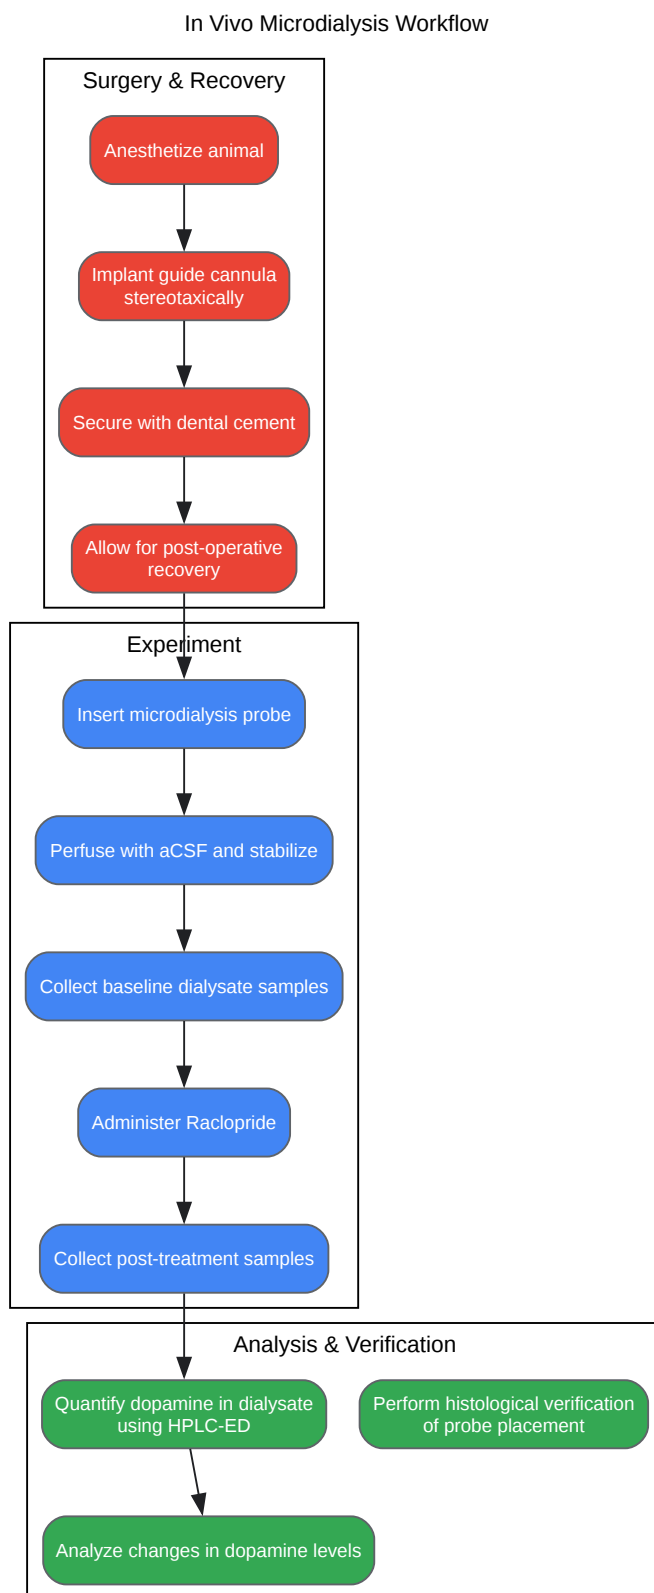 In Vivo Microdialysis Workflow
Surgery & Recovery
Anesthetize animal
Implant guide cannula
stereotaxically
Secure with dental cement
Allow for post-operative
recovery
Experiment
Insert microdialysis probe
Perfuse with aCSF and stabilize
Collect baseline dialysate samples
Administer Raclopride
Collect post-treatment samples
Analysis & Verification
Quantify dopamine in dialysate
using HPLC-ED
Perform histological verification
of probe placement
Analyze changes in dopamine levels